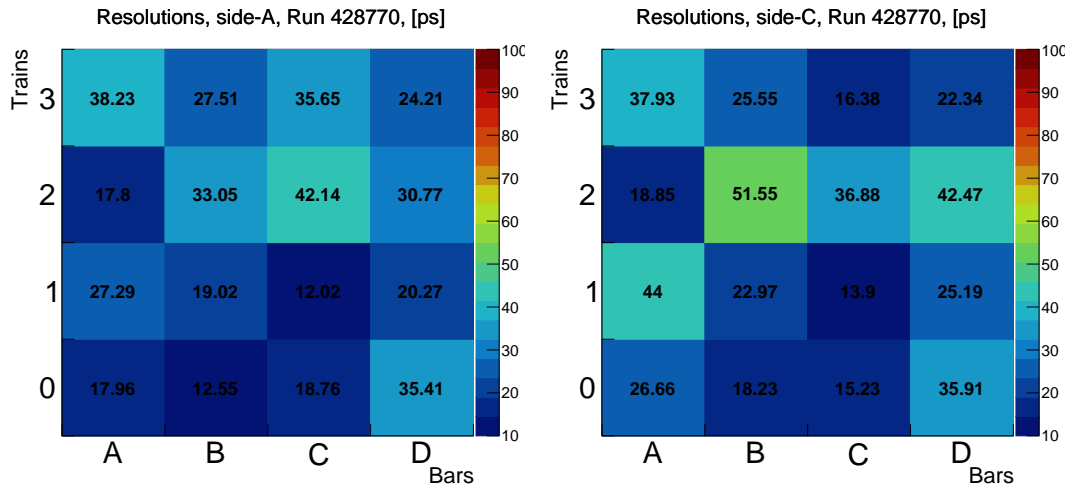 Resolutions, side-A, Run 428770, [ps]
Trains
3
38.23 27.51 35.65 24.21
2
17.8 33.05 42.14 30.77
1
27.29 19.02 12.02 20.27
0
17.96 12.55 18.76 35.41
A B C D
Bars
100
90
80
70
60
50
40
30
20
10
Resolutions, side-C, Run 428770, [ps]
Trains
3
37.93 25.55 16.38 22.34
2
18.85 51.55 36.88 42.47
1
44 22.97 13.9 25.19
0
26.66 18.23 15.23 35.91
A B C D
Bars
100
90
80
70
60
50
40
30
20
10